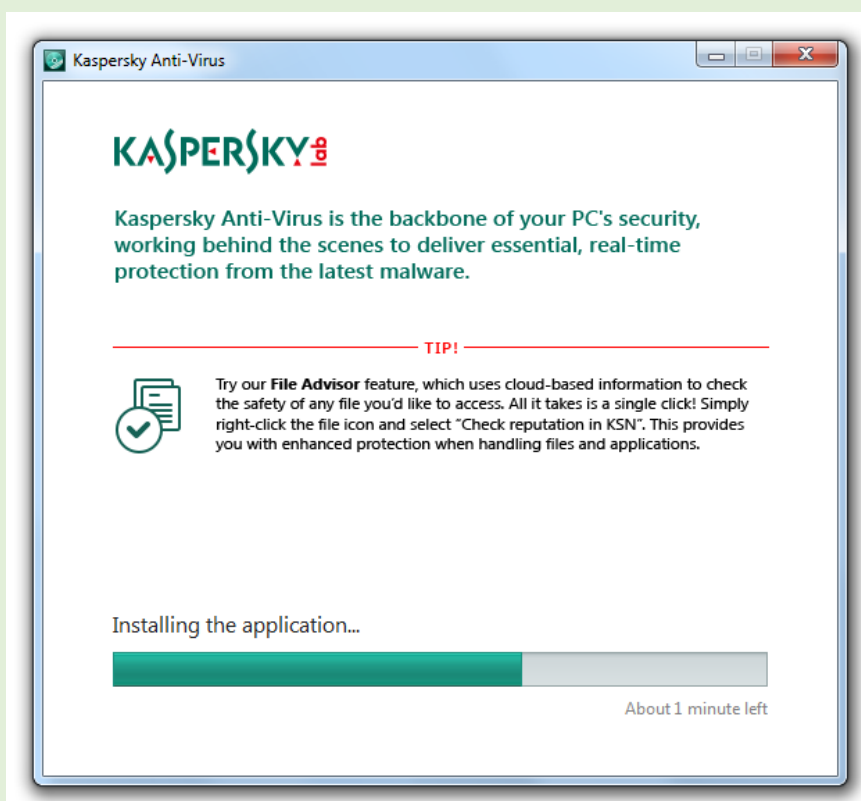 Kaspersky Anti-Virus
KASPERSKY lab
Kaspersky Anti-Virus is the backbone of your PC's security,
working behind the scenes to deliver essential, real-time
protection from the latest malware.
TIP!
Try our File Advisor feature, which uses cloud-based information to check
the safety of any file you'd like to access. All it takes is a single click! Simply
right-click the file icon and select “Check reputation in KSN”. This provides
you with enhanced protection when handling files and applications.
Installing the application...
About 1 minute left